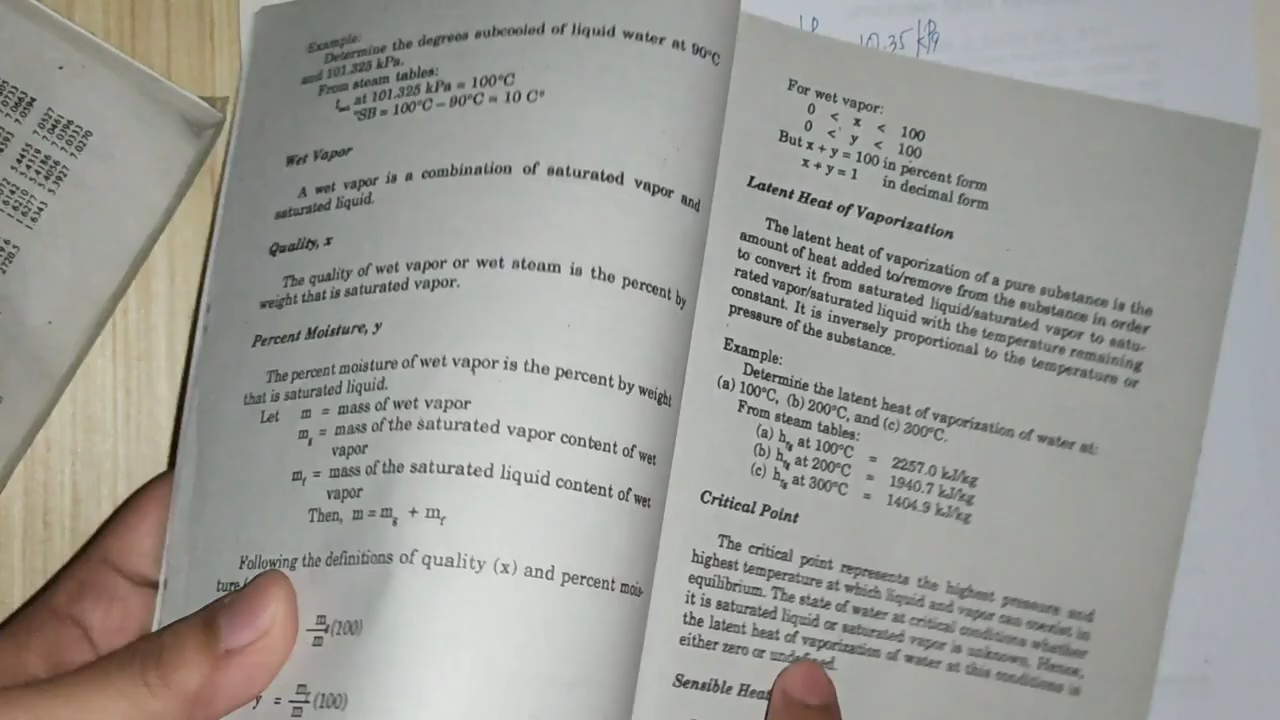 Example:
Determine the degrees subcooled of liquid water at 90°C
and 101.325 kPa.
From steam tables:
t sat at 101.325 kPa = 100°C
°SB = 100°C – 90°C = 10 C°
Wet Vapor
A wet vapor is a combination of saturated vapor and
saturated liquid.
Quality, x
The quality of wet vapor or wet steam is the percent by
weight that is saturated vapor.
Percent Moisture, y
The percent moisture of wet vapor is the percent by weight
that is saturated liquid.
Let m = mass of wet vapor
m_g = mass of the saturated vapor content of wet
vapor
m_f = mass of the saturated liquid content of wet
vapor
Then, m = m_g + m_f
Following the definitions of quality (x) and percent mois-
ture
m_g/m (100)
y = m_f/m (100)
10.35 kPa
For wet vapor:
0 < x < 100
0 < y < 100
But x + y = 100 in percent form
x + y = 1 in decimal form
Latent Heat of Vaporization
The latent heat of vaporization of a pure substance is the
amount of heat added to/remove from the substance in order
to convert it from saturated liquid/saturated vapor to satu-
rated vapor/saturated liquid with the temperature remaining
constant. It is inversely proportional to the temperature or
pressure of the substance.
Example:
Determine the latent heat of vaporization of water at:
(a) 100°C, (b) 200°C, and (c) 300°C.
From steam tables:
(a) h_fg at 100°C = 2257.0 kJ/kg
(b) h_fg at 200°C = 1940.7 kJ/kg
(c) h_fg at 300°C = 1404.9 kJ/kg
Critical Point
The critical point represents the highest pressure and
highest temperature at which liquid and vapor can coexist in
equilibrium. The state of water at critical conditions whether
it is saturated liquid or saturated vapor is unknown. Hence,
the latent heat of vaporization of water at this conditions is
either zero or undefined.
Sensible Heat